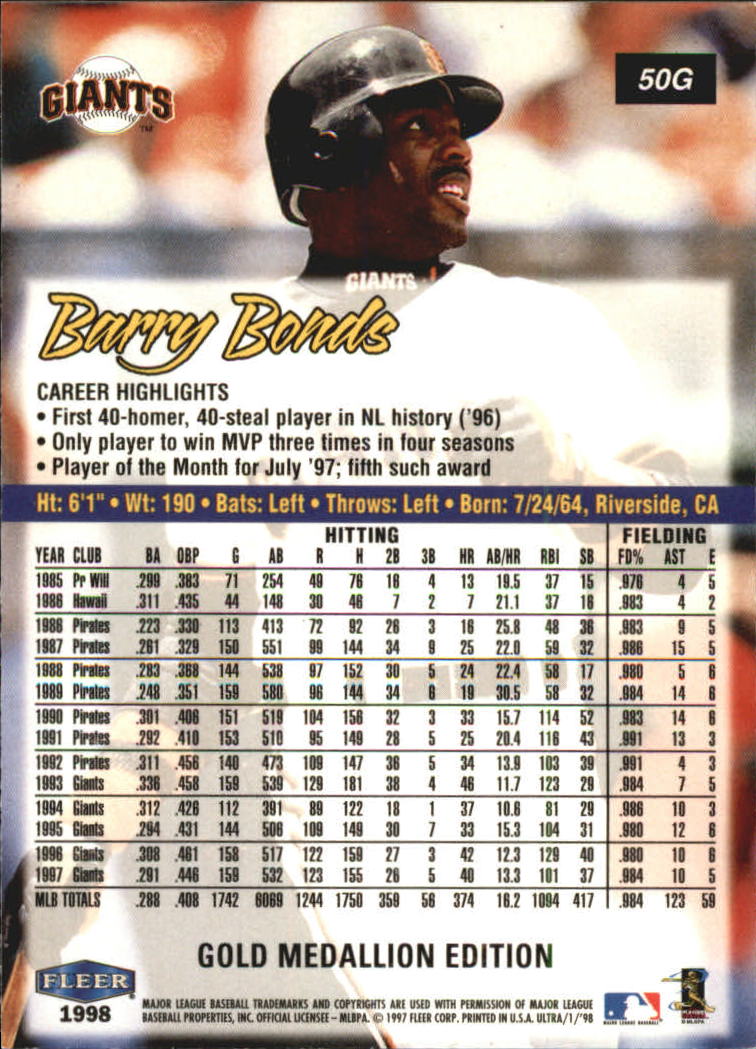 GIANTS
TM
50G
GIANTS
Barry Bonds
CAREER HIGHLIGHTS
• First 40-homer, 40-steal player in NL history ('96)
• Only player to win MVP three times in four seasons
• Player of the Month for July '97; fifth such award
Ht: 6'1" • Wt: 190 • Bats: Left • Throws: Left • Born: 7/24/64, Riverside, CA
HITTING FIELDING
YEAR CLUB BA OBP G AB R H 2B 3B HR AB/HR RBI SB FD% AST E
1985 Pr Will .299 .383 71 254 49 76 16 4 13 19.5 37 15 .976 4 5
1986 Hawaii .311 .435 44 148 30 46 7 2 7 21.1 37 16 .983 4 2
1986 Pirates .223 .330 113 413 72 92 26 3 16 25.8 48 36 .983 9 5
1987 Pirates .261 .329 150 551 99 144 34 9 25 22.0 59 32 .986 15 5
1988 Pirates .283 .368 144 538 97 152 30 5 24 22.4 58 17 .980 5 6
1989 Pirates .248 .351 159 580 96 144 34 6 19 30.5 58 32 .984 14 6
1990 Pirates .301 .406 151 519 104 156 32 3 33 15.7 114 52 .983 14 6
1991 Pirates .292 .410 153 510 95 149 28 5 25 20.4 116 43 .991 13 3
1992 Pirates .311 .456 140 473 109 147 36 5 34 13.9 103 39 .991 4 3
1993 Giants .336 .458 159 539 129 181 38 4 46 11.7 123 29 .984 7 5
1994 Giants .312 .426 112 391 89 122 18 1 37 10.6 81 29 .986 10 3
1995 Giants .294 .431 144 506 109 149 30 7 33 15.3 104 31 .980 12 6
1996 Giants .308 .461 158 517 122 159 27 3 42 12.3 129 40 .980 10 6
1997 Giants .291 .446 159 532 123 155 26 5 40 13.3 101 37 .984 10 5
MLB TOTALS .288 .408 1742 6069 1244 1750 359 56 374 16.2 1094 417 .984 123 59
GOLD MEDALLION EDITION
FLEER
1998
MAJOR LEAGUE BASEBALL TRADEMARKS AND COPYRIGHTS ARE USED WITH PERMISSION OF MAJOR LEAGUE
BASEBALL PROPERTIES, INC. OFFICIAL LICENSEE – MLBPA. © 1997 FLEER CORP. PRINTED IN U.S.A. ULTRA/1/'98
MAJOR LEAGUE BASEBALL
© MLBPA